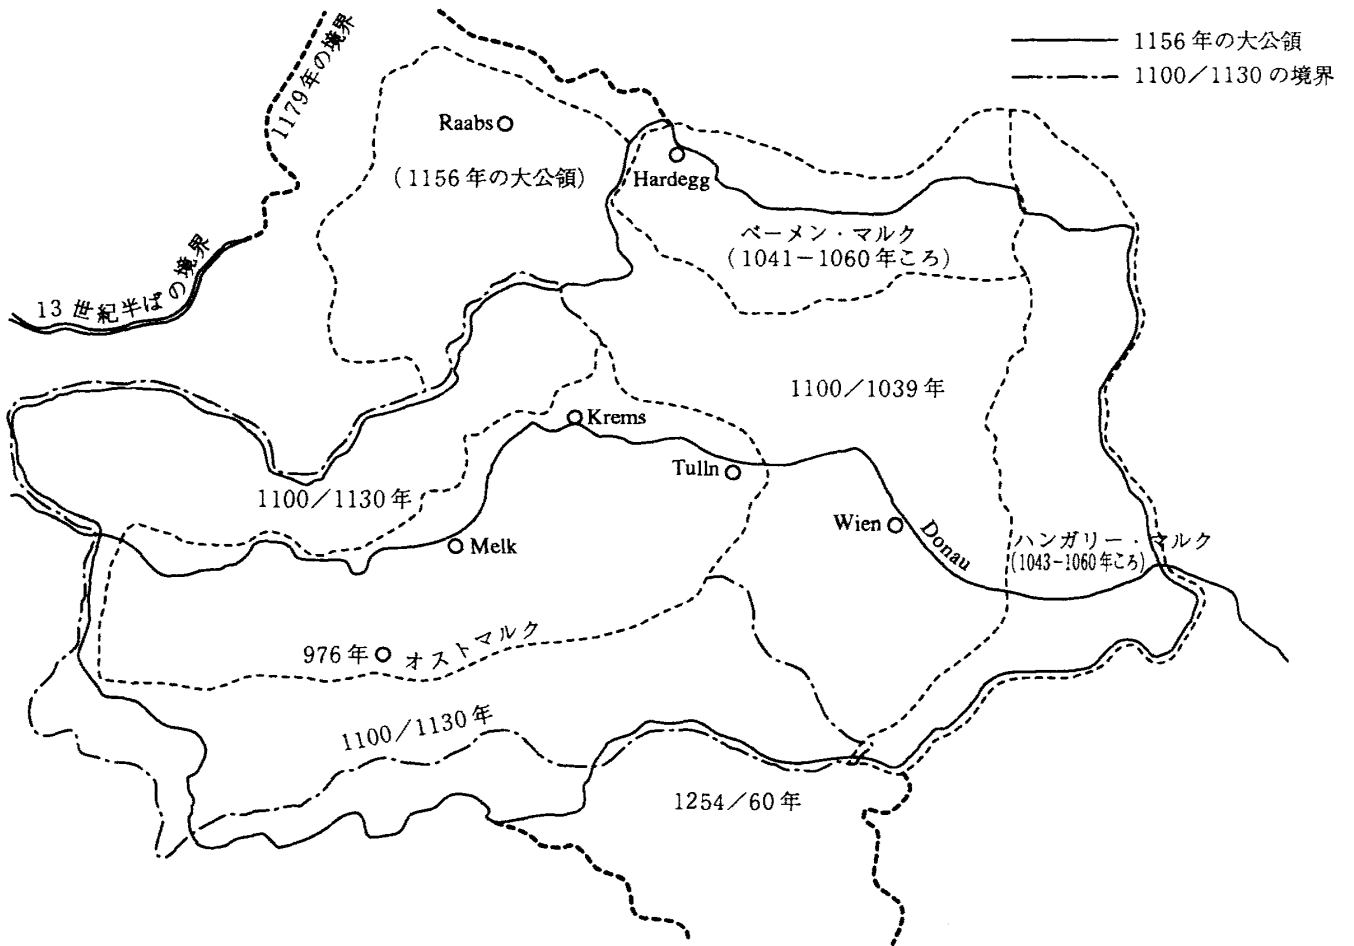 1156年の大公領
1100／1130の境界
1179年の境界
Raabs
(1156年の大公領)
Hardegg
ベーメン・マルク
(1041－1060年ころ)
13世紀半ばの境界
1100／1039年
Krems
Tulln
1100／1130年
Wien
Donau
Melk
ハンガリー・マルク
(1043－1060年ころ)
976年
オストマルク
1100／1130年
1254／60年